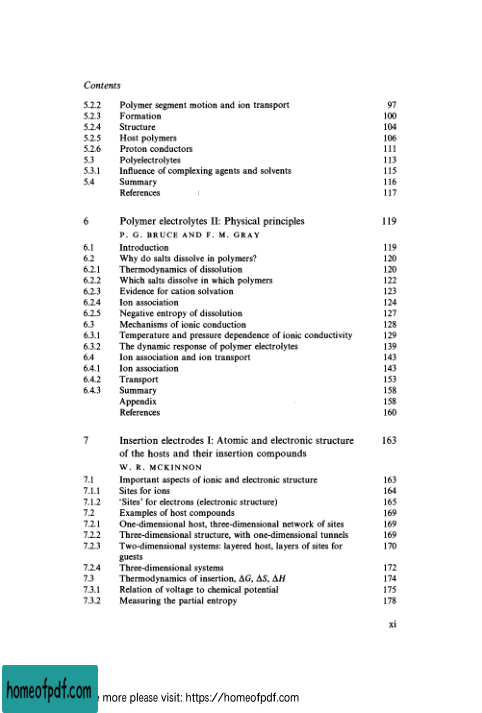 Contents
5.2.2 Polymer segment motion and ion transport 97
5.2.3 Formation 100
5.2.4 Structure 104
5.2.5 Host polymers 106
5.2.6 Proton conductors 111
5.3 Polyelectrolytes 113
5.3.1 Influence of complexing agents and solvents 115
5.4 Summary 116
References 117
6 Polymer electrolytes II: Physical principles 119
P. G. BRUCE AND F. M. GRAY
6.1 Introduction 119
6.2 Why do salts dissolve in polymers? 120
6.2.1 Thermodynamics of dissolution 120
6.2.2 Which salts dissolve in which polymers 122
6.2.3 Evidence for cation solvation 123
6.2.4 Ion association 124
6.2.5 Negative entropy of dissolution 127
6.3 Mechanisms of ionic conduction 128
6.3.1 Temperature and pressure dependence of ionic conductivity 129
6.3.2 The dynamic response of polymer electrolytes 139
6.4 Ion association and ion transport 143
6.4.1 Ion association 143
6.4.2 Transport 153
6.4.3 Summary 158
Appendix 158
References 160
7 Insertion electrodes I: Atomic and electronic structure 163
of the hosts and their insertion compounds
W. R. MCKINNON
7.1 Important aspects of ionic and electronic structure 163
7.1.1 Sites for ions 164
7.1.2 'Sites' for electrons (electronic structure) 165
7.2 Examples of host compounds 169
7.2.1 One-dimensional host, three-dimensional network of sites 169
7.2.2 Three-dimensional structure, with one-dimensional tunnels 169
7.2.3 Two-dimensional systems: layered host, layers of sites for 170
guests
7.2.4 Three-dimensional systems 172
7.3 Thermodynamics of insertion, ΔG, ΔS, ΔH 174
7.3.1 Relation of voltage to chemical potential 175
7.3.2 Measuring the partial entropy 178
xi
homeofpdf.com
more please visit: https://homeofpdf.com